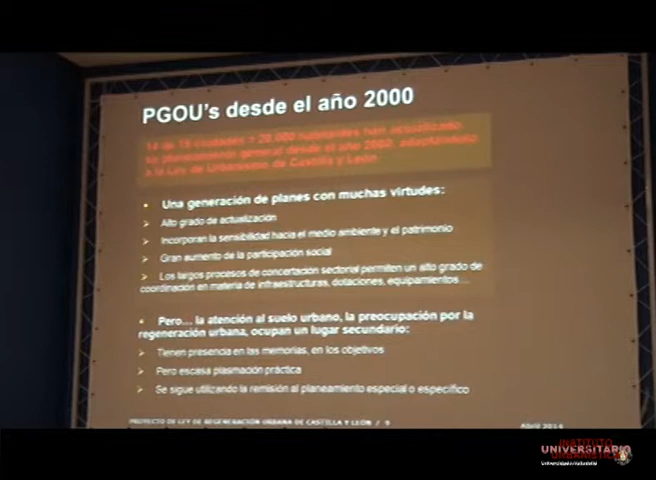 PGOU's desde el año 2000
14 de 15 ciudades > 20.000 habitantes han actualizado
su planeamiento general desde el año 2000, adaptándolo
a la Ley de Urbanismo de Castilla y León
• Una generación de planes con muchas virtudes:
➤ Alto grado de actualización
➤ Incorporan la sensibilidad hacia el medio ambiente y el patrimonio
➤ Gran aumento de la participación social
➤ Los largos procesos de concertación sectorial permiten un alto grado de
coordinación en materia de infraestructuras, dotaciones, equipamientos…
• Pero… la atención al suelo urbano, la preocupación por la
regeneración urbana, ocupan un lugar secundario:
➤ Tienen presencia en las memorias, en los objetivos
➤ Pero escasa plasmación práctica
➤ Se sigue utilizando la remisión al planeamiento especial o específico
PROYECTO DE LEY DE REGENERACIÓN URBANA DE CASTILLA Y LEÓN /
Abril 2014
INSTITUTO
UNIVERSITARIO
URBANÍSTICA
Universidad Valladolid